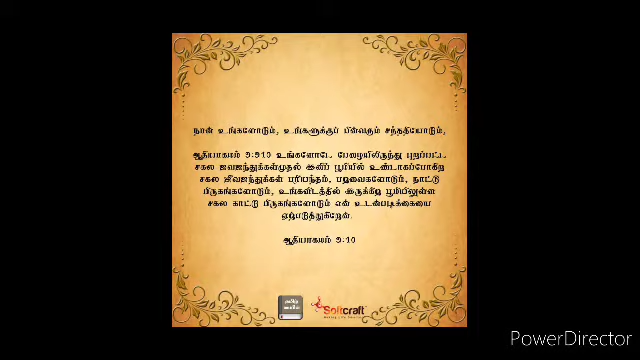 நான் உங்களோடும், உங்களுக்குப் பின்வரும் சந்ததியோடும்,
ஆதியாகமம் 9:9,10 உங்களோடே பேழையிலிருந்து புறப்பட்ட
சகல ஜீவஜந்துக்கள்முதல் இனிப் பூமியில் உண்டாகப்போகிற
சகல ஜீவஜந்துக்கள் பரியந்தம், பறவைகளோடும், நாட்டு
மிருகங்களோடும், உங்களிடத்தில் இருக்கிற பூமியிலுள்ள
சகல காட்டு மிருகங்களோடும் என் உடன்படிக்கையை
ஏற்படுத்துகிறேன்.
ஆதியாகமம் 9:10
தமிழ்
Softcraft
PowerDirector